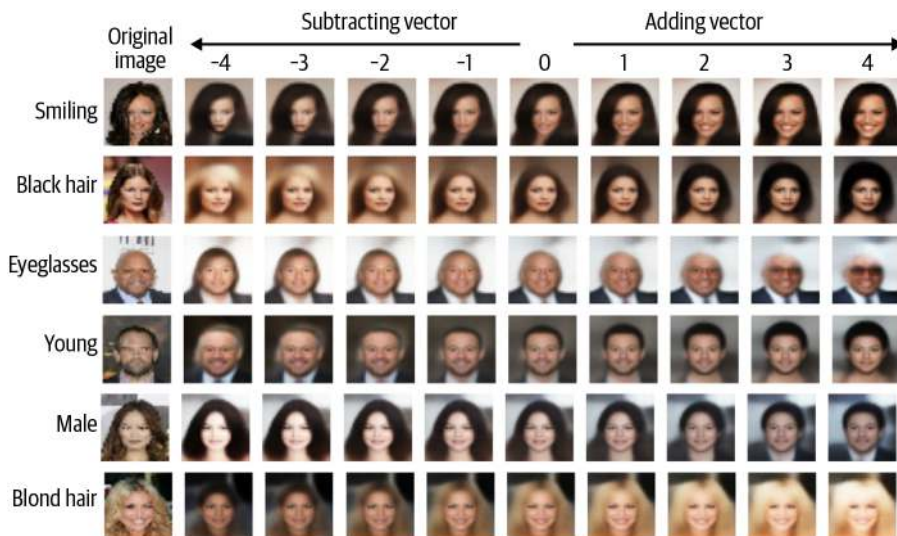 Subtracting vector
Adding vector
Original
image
-4
-3
-2
-1
0
1
2
3
4
Smiling
Black hair
Eyeglasses
Young
Male
Blond hair